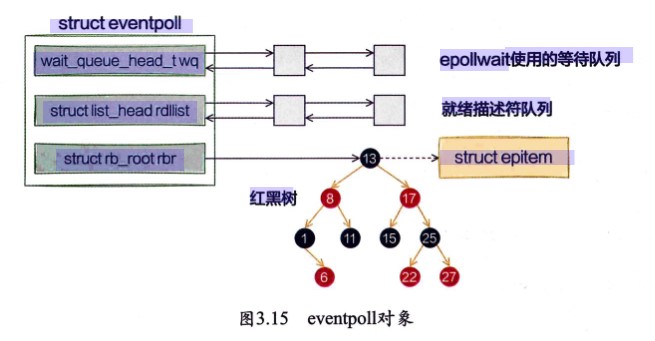 struct eventpoll
wait_queue_head_t wq
epollwait使用的等待队列
struct list_head rdllist
就绪描述符队列
struct rb_root rbr
13
struct epitem
红黑树
8
17
1
11
15
25
6
22
27
图3.15 eventpoll对象